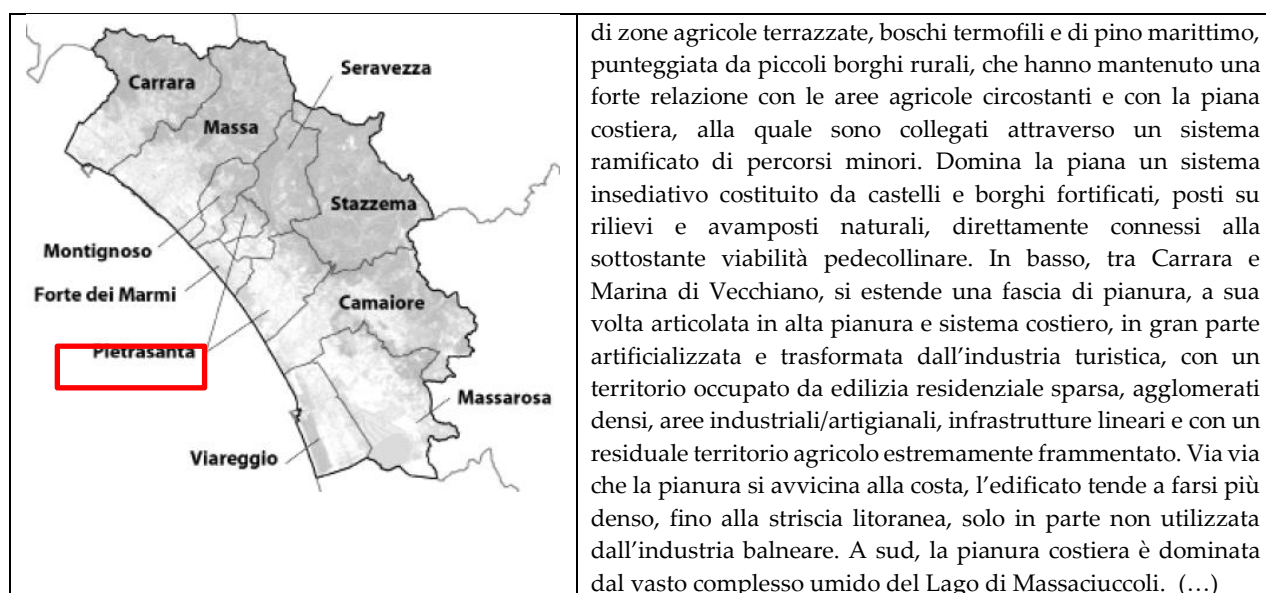 Carrara
Seravezza
Massa
Stazzema
Montignoso
Forte dei Marmi
Camaiore
Pietrasanta
Massarosa
Viareggio
di zone agricole terrazzate, boschi termofili e di pino marittimo,
punteggiata da piccoli borghi rurali, che hanno mantenuto una
forte relazione con le aree agricole circostanti e con la piana
costiera, alla quale sono collegati attraverso un sistema
ramificato di percorsi minori. Domina la piana un sistema
insediativo costituito da castelli e borghi fortificati, posti su
rilievi e avamposti naturali, direttamente connessi alla
sottostante viabilità pedecollinare. In basso, tra Carrara e
Marina di Vecchiano, si estende una fascia di pianura, a sua
volta articolata in alta pianura e sistema costiero, in gran parte
artificializzata e trasformata dall’industria turistica, con un
territorio occupato da edilizia residenziale sparsa, agglomerati
densi, aree industriali/artigianali, infrastrutture lineari e con un
residuale territorio agricolo estremamente frammentato. Via via
che la pianura si avvicina alla costa, l’edificato tende a farsi più
denso, fino alla striscia litoranea, solo in parte non utilizzata
dall’industria balneare. A sud, la pianura costiera è dominata
dal vasto complesso umido del Lago di Massaciuccoli. (…)